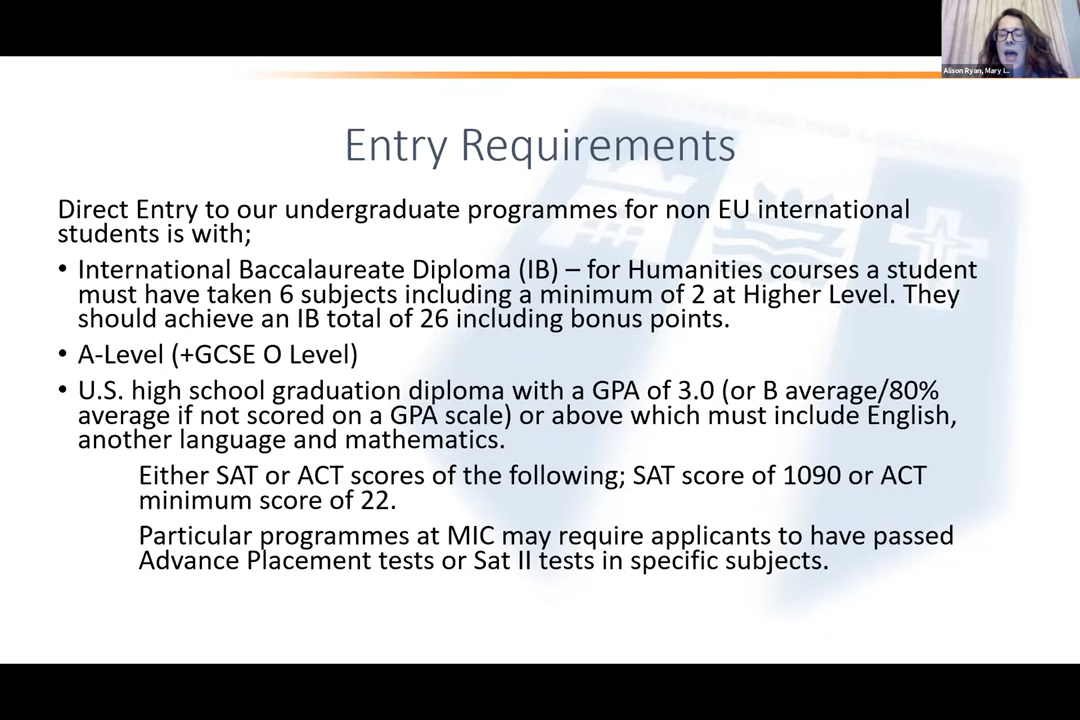 Alison Ryan, Mary I.
Entry Requirements
Direct Entry to our undergraduate programmes for non EU international
students is with;
• International Baccalaureate Diploma (IB) – for Humanities courses a student
must have taken 6 subjects including a minimum of 2 at Higher Level. They
should achieve an IB total of 26 including bonus points.
• A-Level (+GCSE O Level)
• U.S. high school graduation diploma with a GPA of 3.0 (or B average/80%
average if not scored on a GPA scale) or above which must include English,
another language and mathematics.
Either SAT or ACT scores of the following; SAT score of 1090 or ACT
minimum score of 22.
Particular programmes at MIC may require applicants to have passed
Advance Placement tests or Sat II tests in specific subjects.